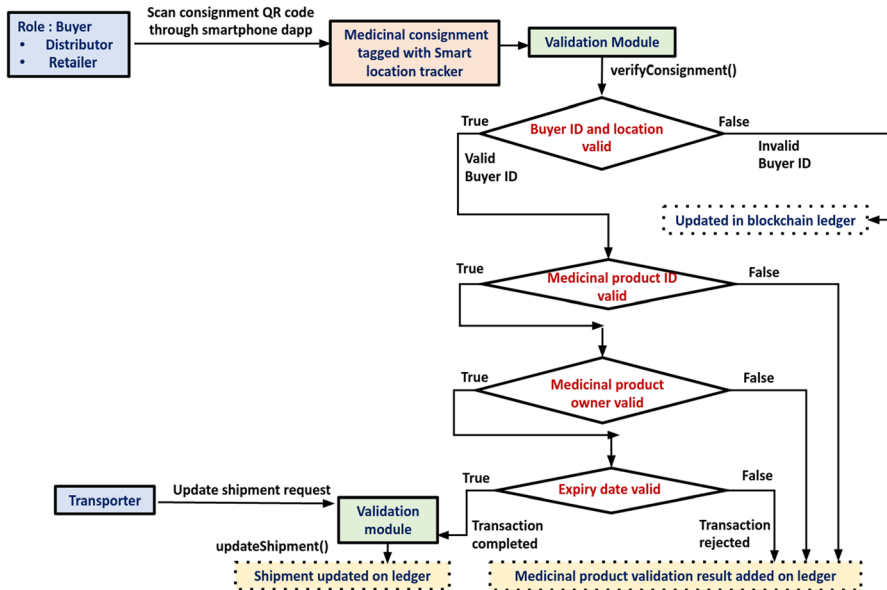 Role : Buyer
• Distributor
• Retailer
Scan consignment QR code
through smartphone dapp
Medicinal consignment
tagged with Smart
location tracker
Validation Module
verifyConsignment()
True
Buyer ID and location
valid
False
Valid
Buyer ID
Invalid
Buyer ID
Updated in blockchain ledger
True
Medicinal product ID
valid
False
True
Medicinal product
owner valid
False
True
Expiry date valid
False
Transporter
Update shipment request
Validation
module
Transaction
completed
Transaction
rejected
updateShipment()
Shipment updated on ledger
Medicinal product validation result added on ledger